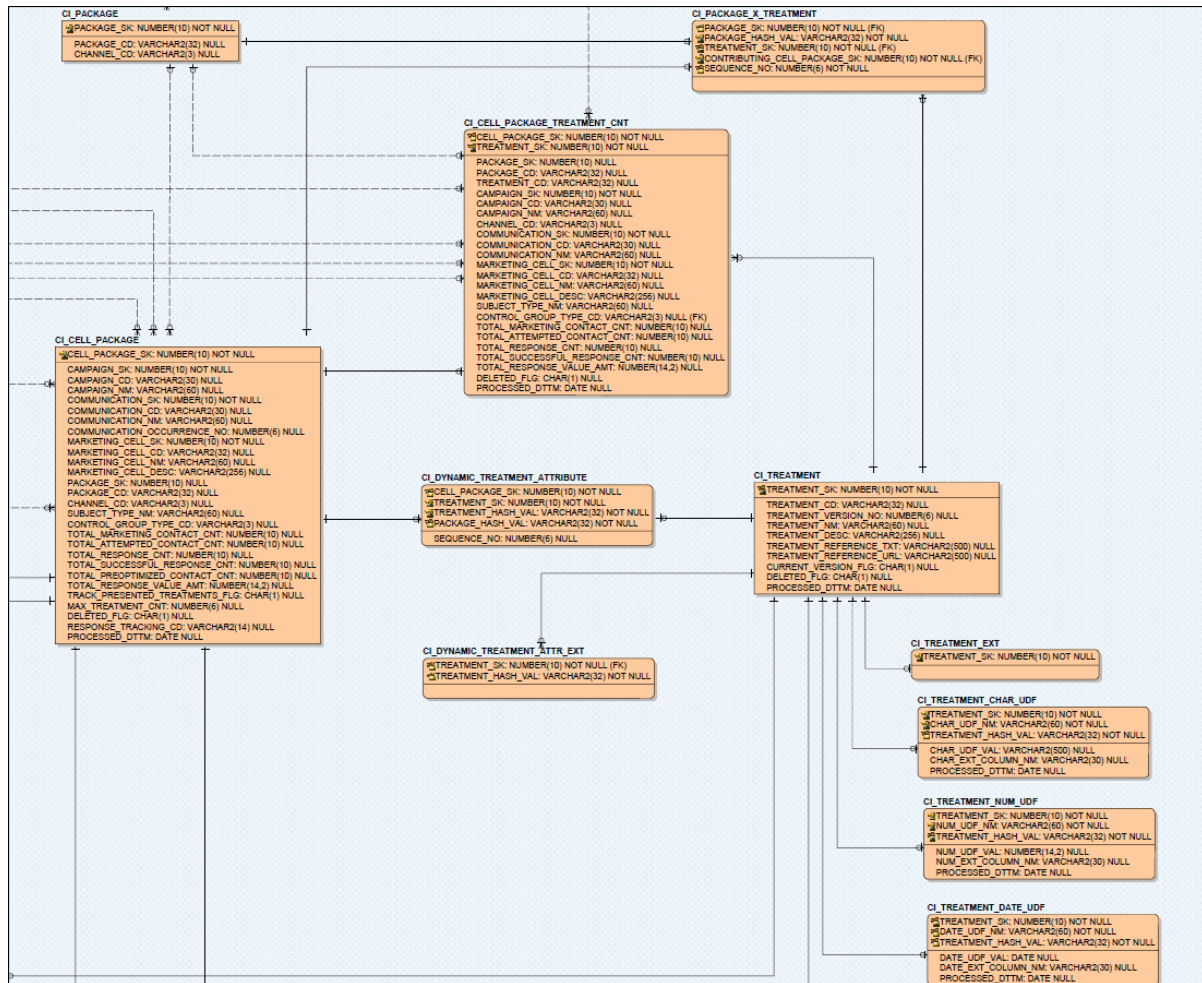 CI_PACKAGE
PACKAGE_SK: NUMBER(10) NOT NULL
PACKAGE_CD: VARCHAR2(32) NULL
CHANNEL_CD: VARCHAR2(3) NULL
CI_PACKAGE_X_TREATMENT
PACKAGE_SK: NUMBER(10) NOT NULL (FK)
PACKAGE_HASH_VAL: VARCHAR2(32) NOT NULL
TREATMENT_SK: NUMBER(10) NOT NULL (FK)
CONTRIBUTING_CELL_PACKAGE_SK: NUMBER(10) NOT NULL (FK)
SEQUENCE_NO: NUMBER(6) NOT NULL
CI_CELL_PACKAGE_TREATMENT_CNT
CELL_PACKAGE_SK: NUMBER(10) NOT NULL
TREATMENT_SK: NUMBER(10) NOT NULL
PACKAGE_SK: NUMBER(10) NULL
PACKAGE_CD: VARCHAR2(32) NULL
TREATMENT_CD: VARCHAR2(32) NULL
CAMPAIGN_SK: NUMBER(10) NOT NULL
CAMPAIGN_CD: VARCHAR2(30) NULL
CAMPAIGN_NM: VARCHAR2(60) NULL
CHANNEL_CD: VARCHAR2(3) NULL
COMMUNICATION_SK: NUMBER(10) NOT NULL
COMMUNICATION_CD: VARCHAR2(30) NULL
COMMUNICATION_NM: VARCHAR2(60) NULL
MARKETING_CELL_SK: NUMBER(10) NOT NULL
MARKETING_CELL_CD: VARCHAR2(32) NULL
MARKETING_CELL_NM: VARCHAR2(60) NULL
MARKETING_CELL_DESC: VARCHAR2(256) NULL
SUBJECT_TYPE_NM: VARCHAR2(60) NULL
CONTROL_GROUP_TYPE_CD: VARCHAR2(3) NULL (FK)
TOTAL_MARKETING_CONTACT_CNT: NUMBER(10) NULL
TOTAL_ATTEMPTED_CONTACT_CNT: NUMBER(10) NULL
TOTAL_RESPONSE_CNT: NUMBER(10) NULL
TOTAL_SUCCESSFUL_RESPONSE_CNT: NUMBER(10) NULL
TOTAL_RESPONSE_VALUE_AMT: NUMBER(14,2) NULL
DELETED_FLG: CHAR(1) NULL
PROCESSED_DTTM: DATE NULL
CI_CELL_PACKAGE
CELL_PACKAGE_SK: NUMBER(10) NOT NULL
CAMPAIGN_SK: NUMBER(10) NOT NULL
CAMPAIGN_CD: VARCHAR2(30) NULL
CAMPAIGN_NM: VARCHAR2(60) NULL
COMMUNICATION_SK: NUMBER(10) NOT NULL
COMMUNICATION_CD: VARCHAR2(30) NULL
COMMUNICATION_NM: VARCHAR2(60) NULL
COMMUNICATION_OCCURRENCE_NO: NUMBER(6) NULL
MARKETING_CELL_SK: NUMBER(10) NOT NULL
MARKETING_CELL_CD: VARCHAR2(32) NULL
MARKETING_CELL_NM: VARCHAR2(60) NULL
MARKETING_CELL_DESC: VARCHAR2(256) NULL
PACKAGE_SK: NUMBER(10) NULL
PACKAGE_CD: VARCHAR2(32) NULL
CHANNEL_CD: VARCHAR2(3) NULL
SUBJECT_TYPE_NM: VARCHAR2(60) NULL
CONTROL_GROUP_TYPE_CD: VARCHAR2(3) NULL
TOTAL_MARKETING_CONTACT_CNT: NUMBER(10) NULL
TOTAL_ATTEMPTED_CONTACT_CNT: NUMBER(10) NULL
TOTAL_RESPONSE_CNT: NUMBER(10) NULL
TOTAL_SUCCESSFUL_RESPONSE_CNT: NUMBER(10) NULL
TOTAL_PREOPTIMIZED_CONTACT_CNT: NUMBER(10) NULL
TOTAL_RESPONSE_VALUE_AMT: NUMBER(14,2) NULL
TRACK_PRESENTED_TREATMENTS_FLG: CHAR(1) NULL
MAX_TREATMENT_CNT: NUMBER(6) NULL
DELETED_FLG: CHAR(1) NULL
RESPONSE_TRACKING_CD: VARCHAR2(14) NULL
PROCESSED_DTTM: DATE NULL
CI_DYNAMIC_TREATMENT_ATTRIBUTE
CELL_PACKAGE_SK: NUMBER(10) NOT NULL
TREATMENT_SK: NUMBER(10) NOT NULL
TREATMENT_HASH_VAL: VARCHAR2(32) NOT NULL
PACKAGE_HASH_VAL: VARCHAR2(32) NOT NULL
SEQUENCE_NO: NUMBER(6) NULL
CI_TREATMENT
TREATMENT_SK: NUMBER(10) NOT NULL
TREATMENT_CD: VARCHAR2(32) NULL
TREATMENT_VERSION_NO: NUMBER(6) NULL
TREATMENT_NM: VARCHAR2(60) NULL
TREATMENT_DESC: VARCHAR2(256) NULL
TREATMENT_REFERENCE_TXT: VARCHAR2(500) NULL
TREATMENT_REFERENCE_URL: VARCHAR2(500) NULL
CURRENT_VERSION_FLG: CHAR(1) NULL
DELETED_FLG: CHAR(1) NULL
PROCESSED_DTTM: DATE NULL
CI_DYNAMIC_TREATMENT_ATTR_EXT
TREATMENT_SK: NUMBER(10) NOT NULL (FK)
TREATMENT_HASH_VAL: VARCHAR2(32) NOT NULL
CI_TREATMENT_EXT
TREATMENT_SK: NUMBER(10) NOT NULL
CI_TREATMENT_CHAR_UDF
TREATMENT_SK: NUMBER(10) NOT NULL
CHAR_UDF_NM: VARCHAR2(60) NOT NULL
TREATMENT_HASH_VAL: VARCHAR2(32) NOT NULL
CHAR_UDF_VAL: VARCHAR2(500) NULL
CHAR_EXT_COLUMN_NM: VARCHAR2(30) NULL
PROCESSED_DTTM: DATE NULL
CI_TREATMENT_NUM_UDF
TREATMENT_SK: NUMBER(10) NOT NULL
NUM_UDF_NM: VARCHAR2(60) NOT NULL
TREATMENT_HASH_VAL: VARCHAR2(32) NOT NULL
NUM_UDF_VAL: NUMBER(14,2) NULL
NUM_EXT_COLUMN_NM: VARCHAR2(30) NULL
PROCESSED_DTTM: DATE NULL
CI_TREATMENT_DATE_UDF
TREATMENT_SK: NUMBER(10) NOT NULL
DATE_UDF_NM: VARCHAR2(60) NOT NULL
TREATMENT_HASH_VAL: VARCHAR2(32) NOT NULL
DATE_UDF_VAL: DATE NULL
DATE_EXT_COLUMN_NM: VARCHAR2(30) NULL
PROCESSED_DTTM: DATE NULL